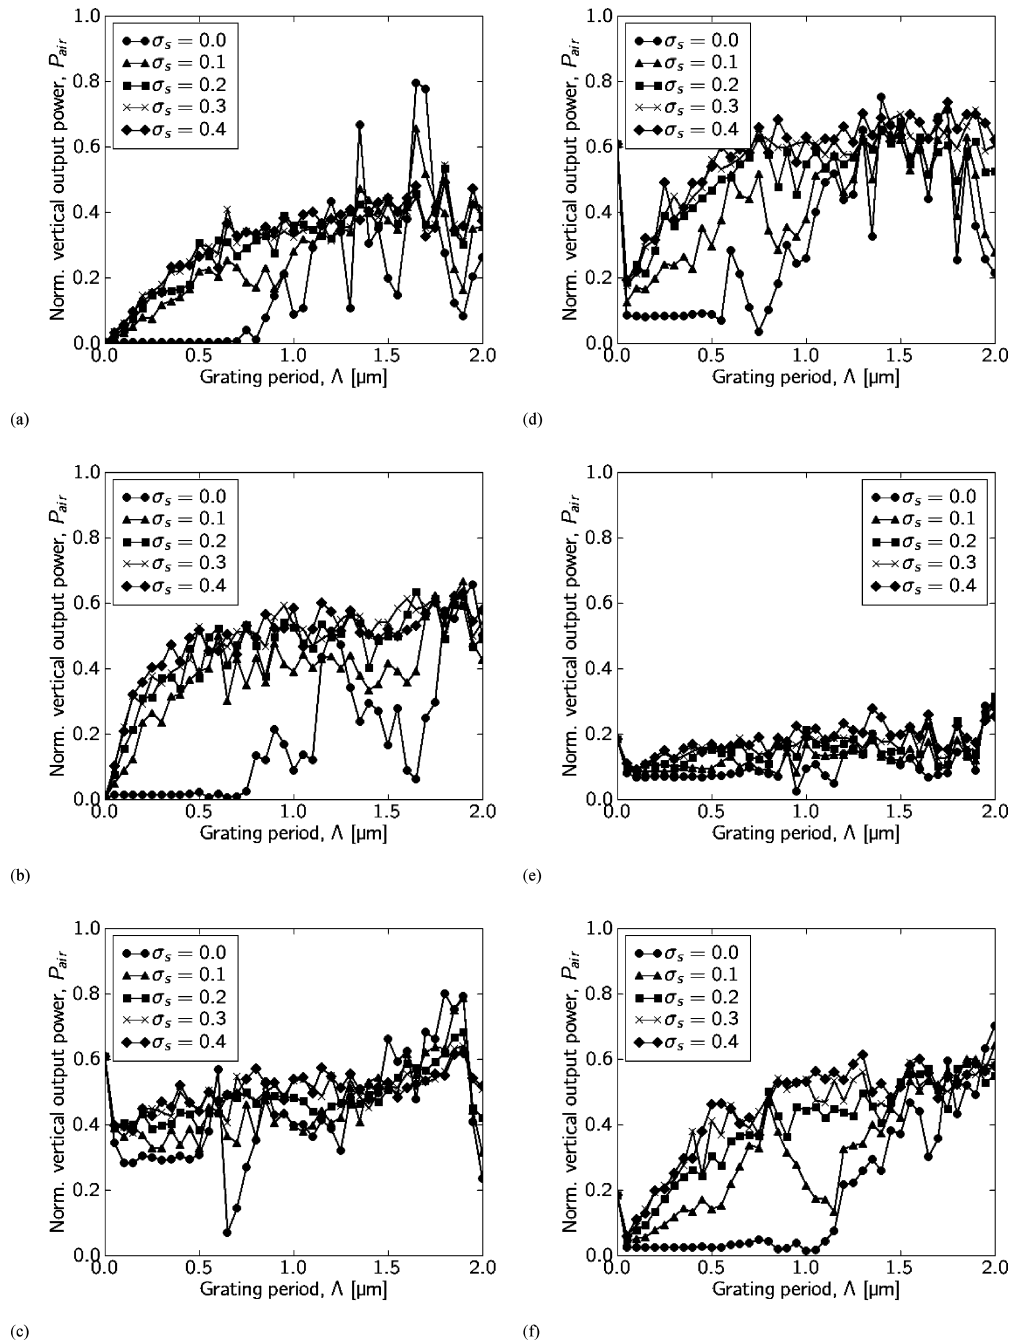 1.0
0.8
0.6
0.4
0.2
0.0
Norm. vertical output power, P_air
σ_s = 0.0
σ_s = 0.1
σ_s = 0.2
σ_s = 0.3
σ_s = 0.4
0.0 0.5 1.0 1.5 2.0
Grating period, Λ [µm]
(a)
1.0
0.8
0.6
0.4
0.2
0.0
Norm. vertical output power, P_air
σ_s = 0.0
σ_s = 0.1
σ_s = 0.2
σ_s = 0.3
σ_s = 0.4
0.0 0.5 1.0 1.5 2.0
Grating period, Λ [µm]
(d)
1.0
0.8
0.6
0.4
0.2
0.0
Norm. vertical output power, P_air
σ_s = 0.0
σ_s = 0.1
σ_s = 0.2
σ_s = 0.3
σ_s = 0.4
0.0 0.5 1.0 1.5 2.0
Grating period, Λ [µm]
(b)
1.0
0.8
0.6
0.4
0.2
0.0
Norm. vertical output power, P_air
σ_s = 0.0
σ_s = 0.1
σ_s = 0.2
σ_s = 0.3
σ_s = 0.4
0.0 0.5 1.0 1.5 2.0
Grating period, Λ [µm]
(e)
1.0
0.8
0.6
0.4
0.2
0.0
Norm. vertical output power, P_air
σ_s = 0.0
σ_s = 0.1
σ_s = 0.2
σ_s = 0.3
σ_s = 0.4
0.0 0.5 1.0 1.5 2.0
Grating period, Λ [µm]
(c)
1.0
0.8
0.6
0.4
0.2
0.0
Norm. vertical output power, P_air
σ_s = 0.0
σ_s = 0.1
σ_s = 0.2
σ_s = 0.3
σ_s = 0.4
0.0 0.5 1.0 1.5 2.0
Grating period, Λ [µm]
(f)